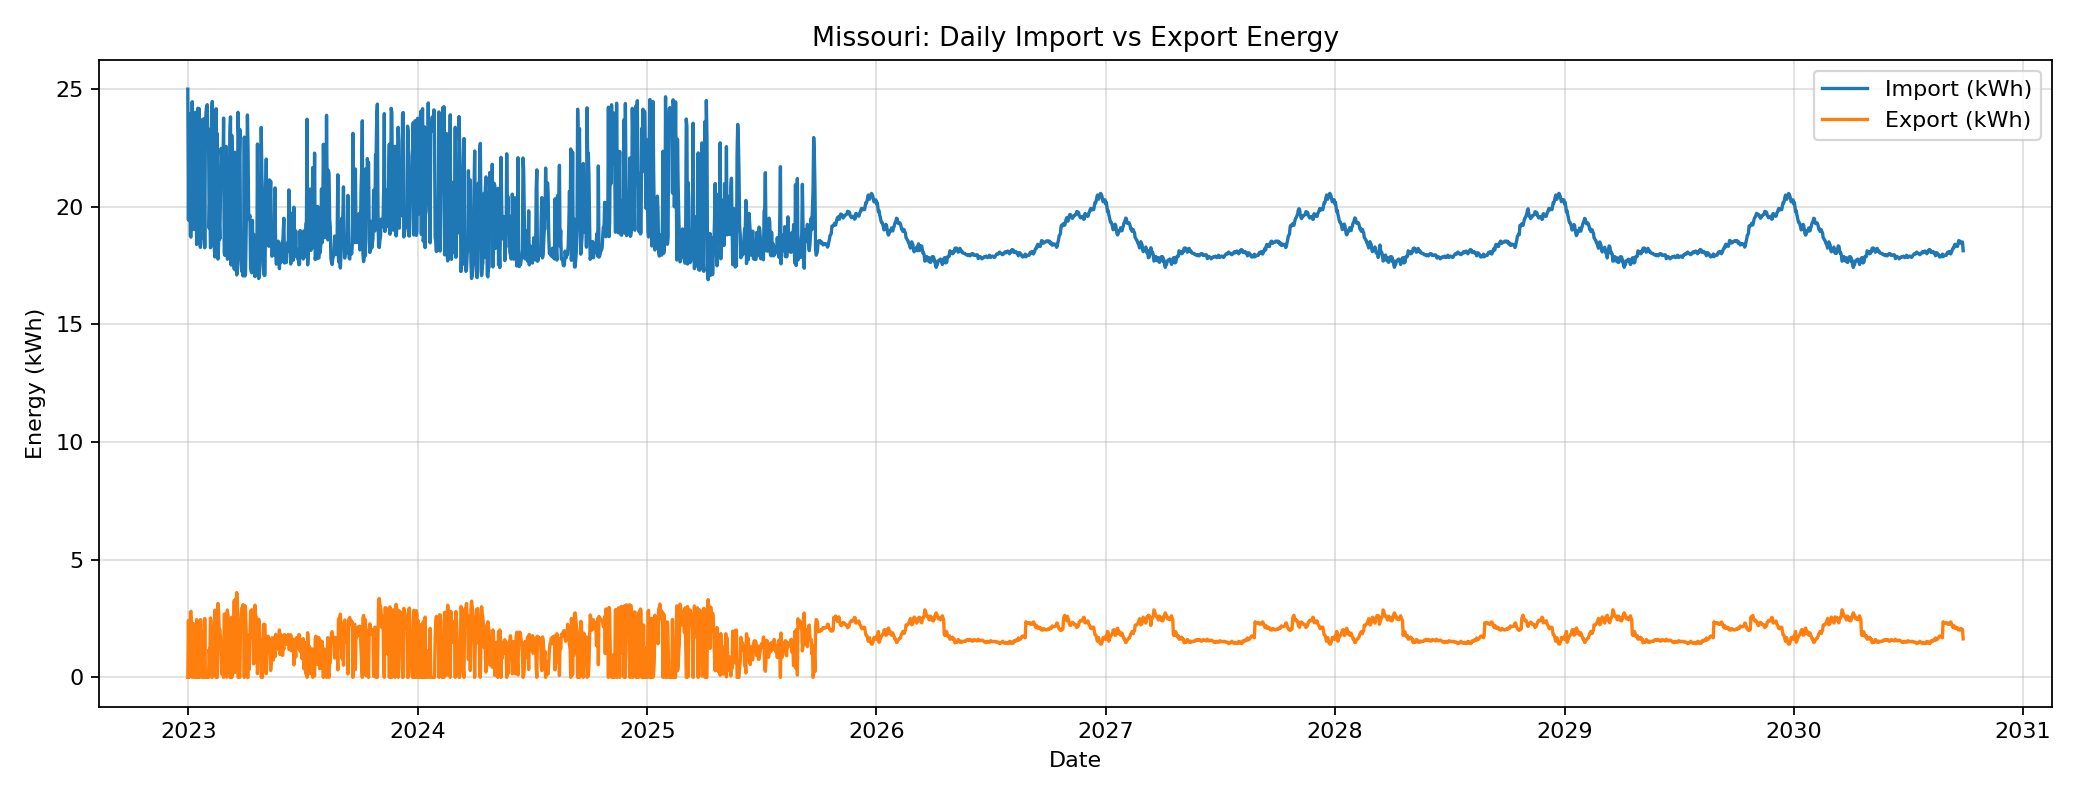 Missouri: Daily Import vs Export Energy
Import (kWh)
Export (kWh)
Energy (kWh)
25
20
15
10
5
0
2023 2024 2025 2026 2027 2028 2029 2030 2031
Date